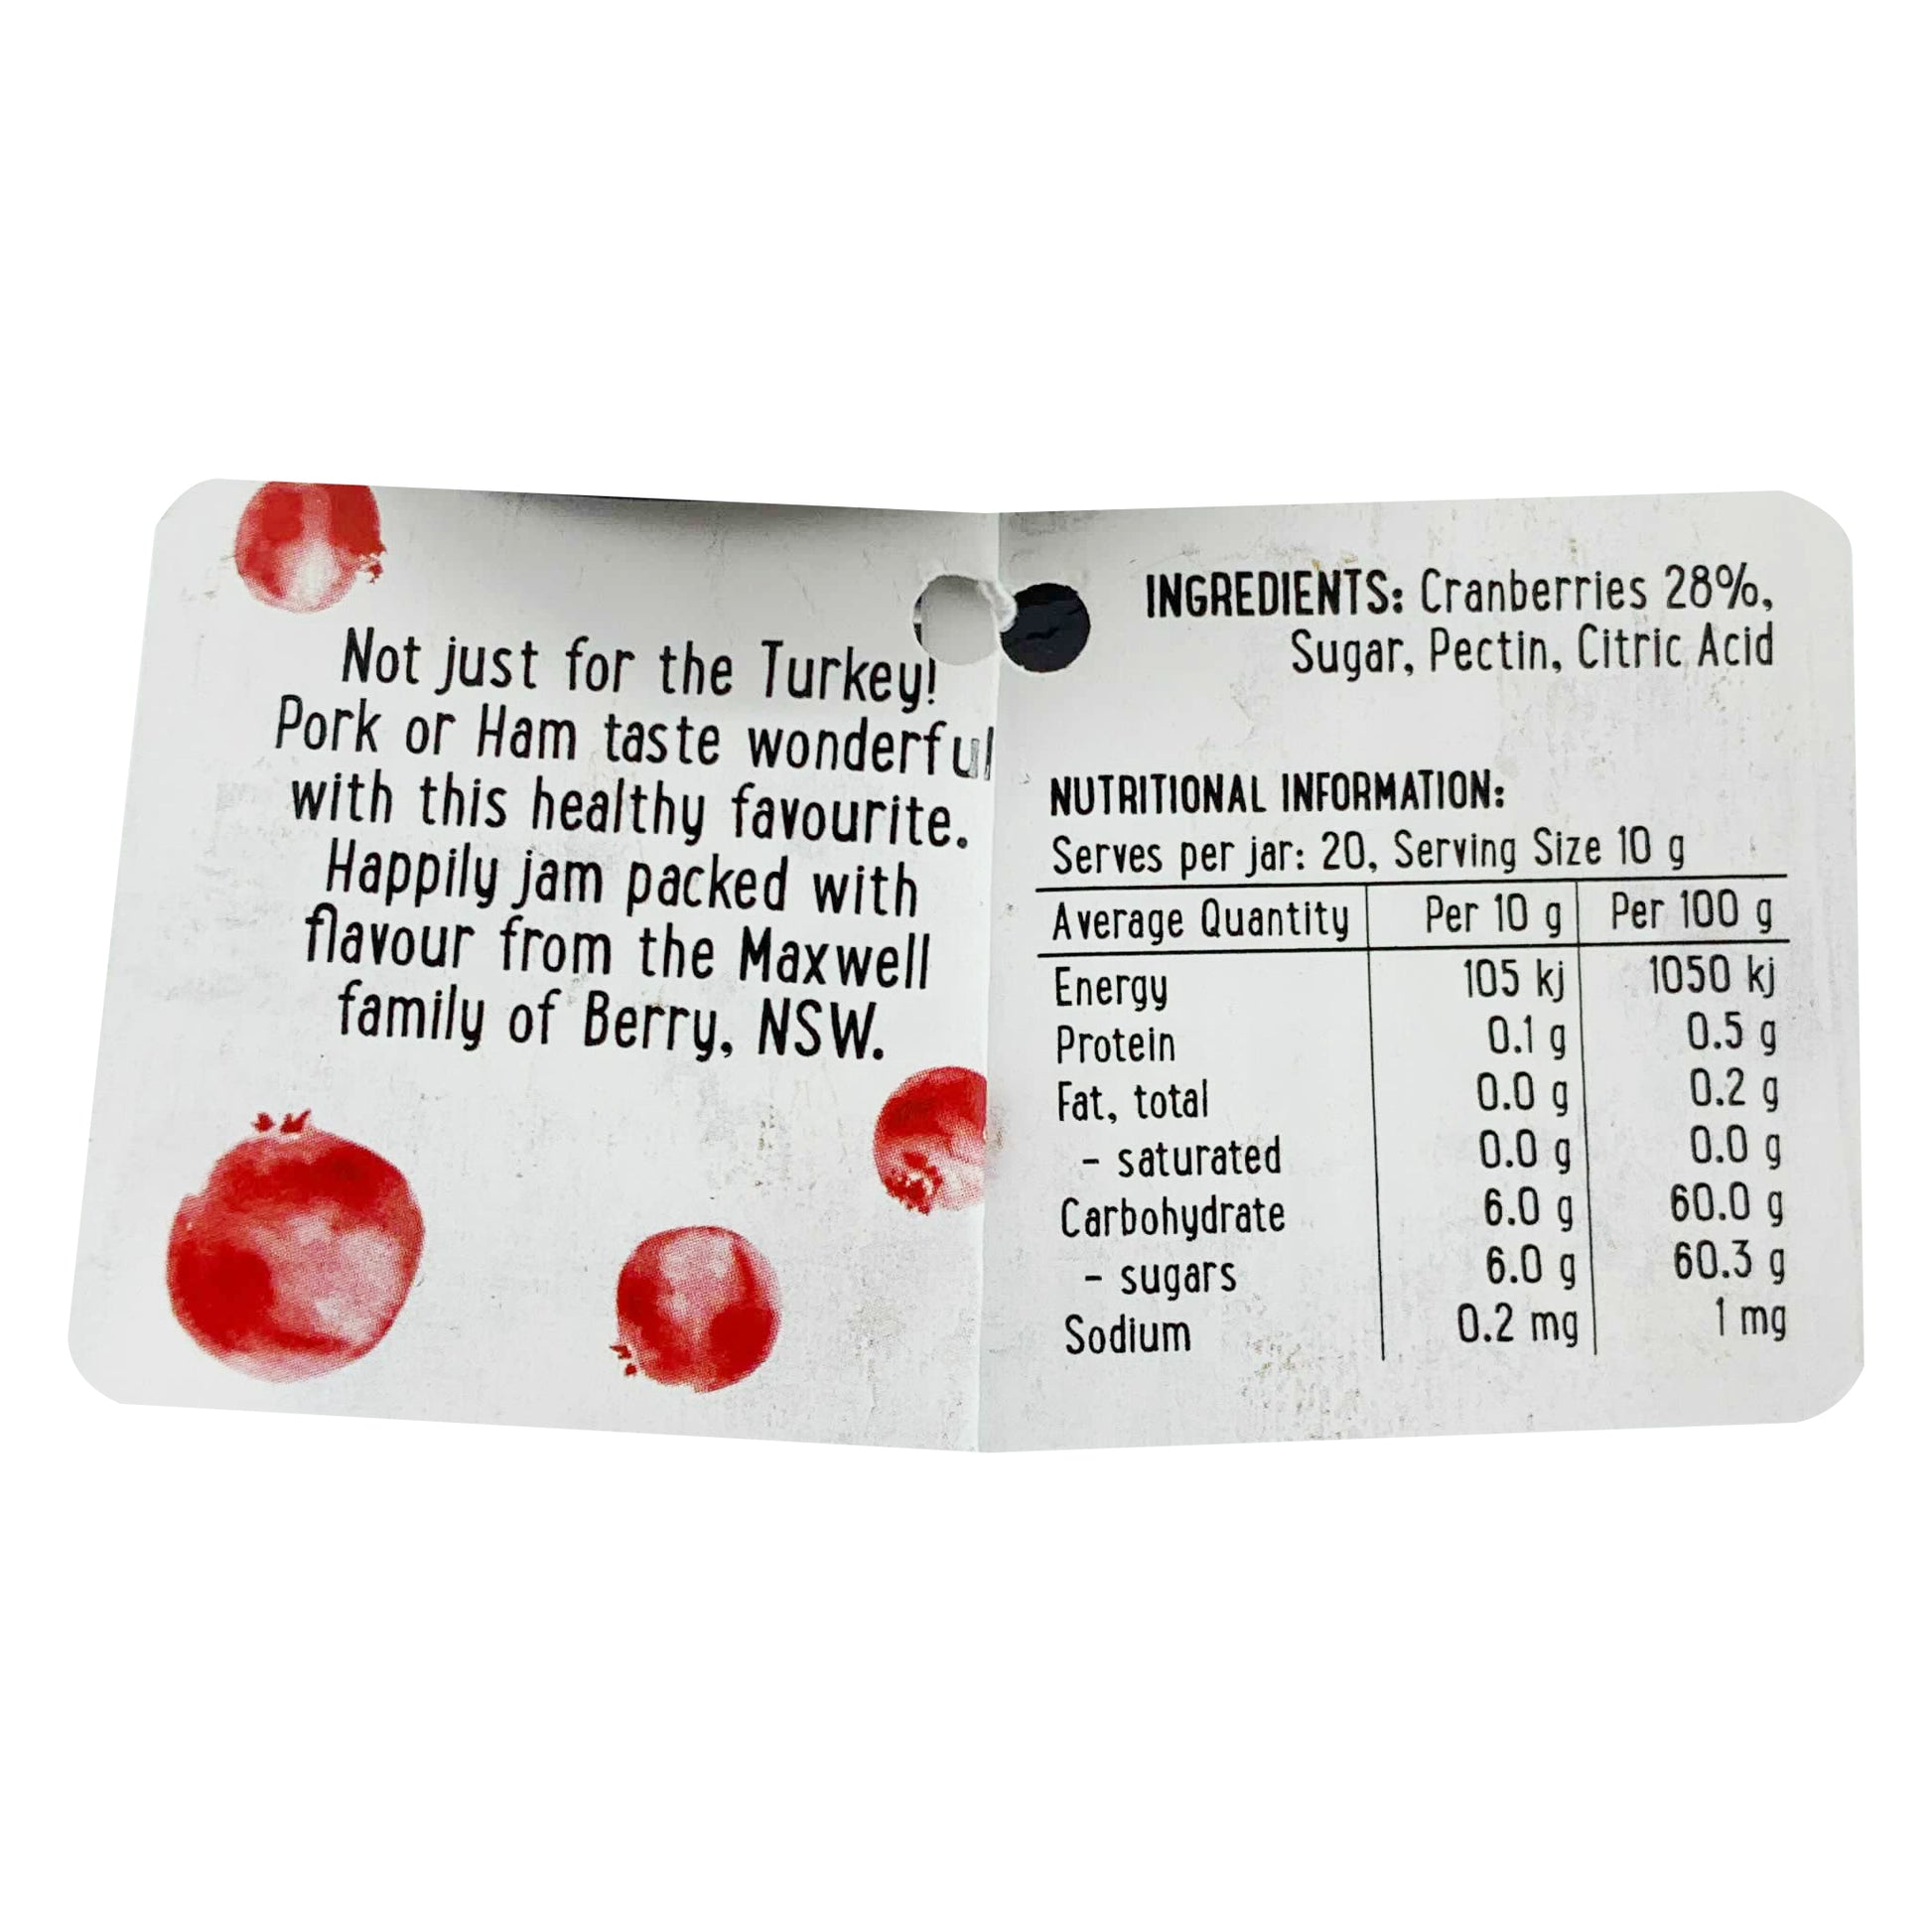 Not just for the Turkey!
Pork or Ham taste wonderful
with this healthy favourite.
Happily jam packed with
flavour from the Maxwell
family of Berry, NSW.
INGREDIENTS: Cranberries 28%,
Sugar, Pectin, Citric Acid
NUTRITIONAL INFORMATION:
Serves per jar: 20, Serving Size 10 g
Average Quantity Per 10 g Per 100 g
Energy 105 kj 1050 kj
Protein 0.1 g 0.5 g
Fat, total 0.0 g 0.2 g
- saturated 0.0 g 0.0 g
Carbohydrate 6.0 g 60.0 g
- sugars 6.0 g 60.3 g
Sodium 0.2 mg 1 mg